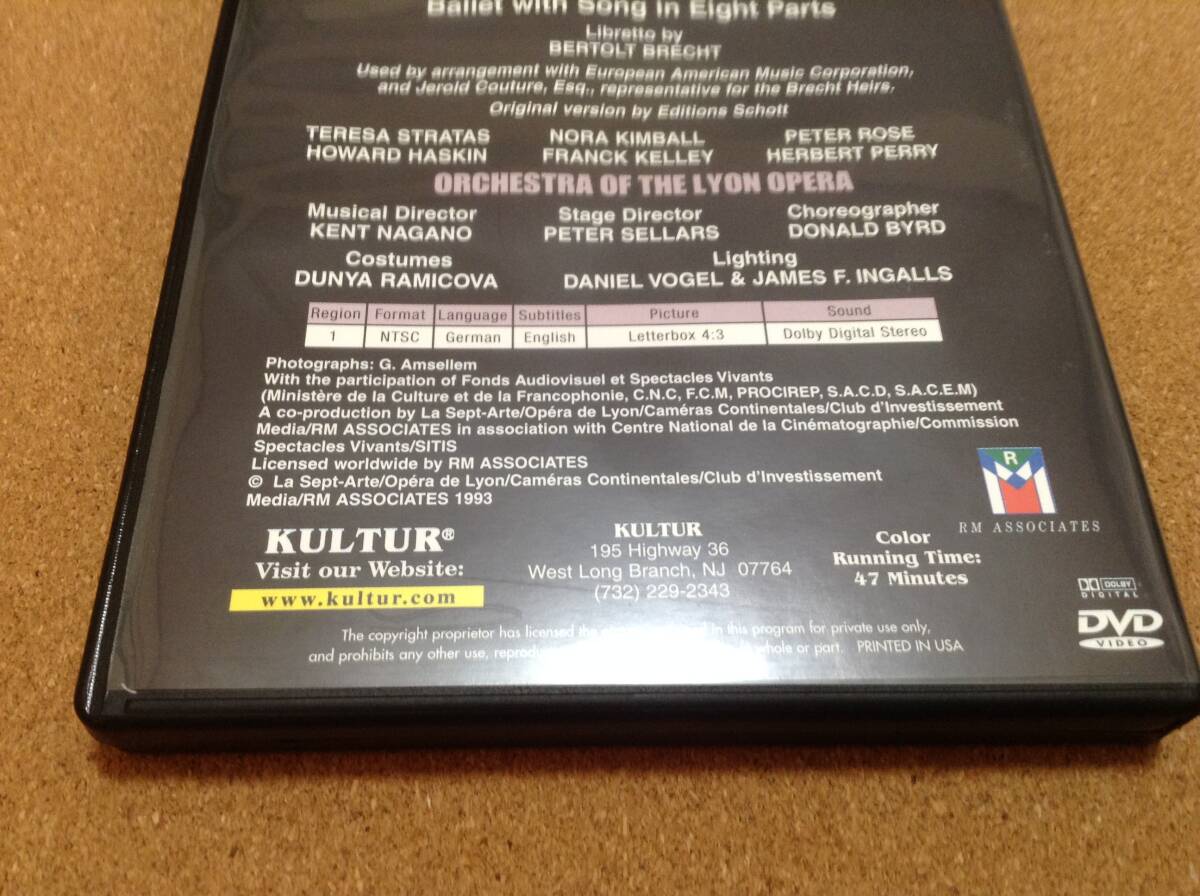 Ballet with Song in Eight Parts
Libretto by
BERTOLT BRECHT
Used by arrangement with European American Music Corporation,
and Jerold Couture, Esq., representative for the Brecht Heirs.
Original version by Editions Schott
TERESA STRATAS NORA KIMBALL PETER ROSE
HOWARD HASKIN FRANCK KELLEY HERBERT PERRY
ORCHESTRA OF THE LYON OPERA
Musical Director Stage Director Choreographer
KENT NAGANO PETER SELLARS DONALD BYRD
Costumes Lighting
DUNYA RAMICOVA DANIEL VOGEL & JAMES F. INGALLS
Region Format Language Subtitles Picture Sound
1 NTSC German English Letterbox 4:3 Dolby Digital Stereo
Photographs: G. Amsellem
With the participation of Fonds Audiovisuel et Spectacles Vivants
(Ministère de la Culture et de la Francophonie, C.N.C, F.C.M, PROCIREP, S.A.C.D, S.A.C.E.M)
A co-production by La Sept-Arte/Opéra de Lyon/Caméras Continentales/Club d'Investissement
Media/RM ASSOCIATES in association with Centre National de la Cinématographie/Commission
Spectacles Vivants/SITIS
Licensed worldwide by RM ASSOCIATES
© La Sept-Arte/Opéra de Lyon/Caméras Continentales/Club d'Investissement
Media/RM ASSOCIATES 1993
R M
RM ASSOCIATES
KULTUR®
Visit our Website:
www.kultur.com
KULTUR
195 Highway 36
West Long Branch, NJ 07764
(732) 229-2343
Color
Running Time:
47 Minutes
DOLBY
DIGITAL
DVD
VIDEO
The copyright proprietor has licensed the in this program for private use only,
and prohibits any other use, whole or part. PRINTED IN USA